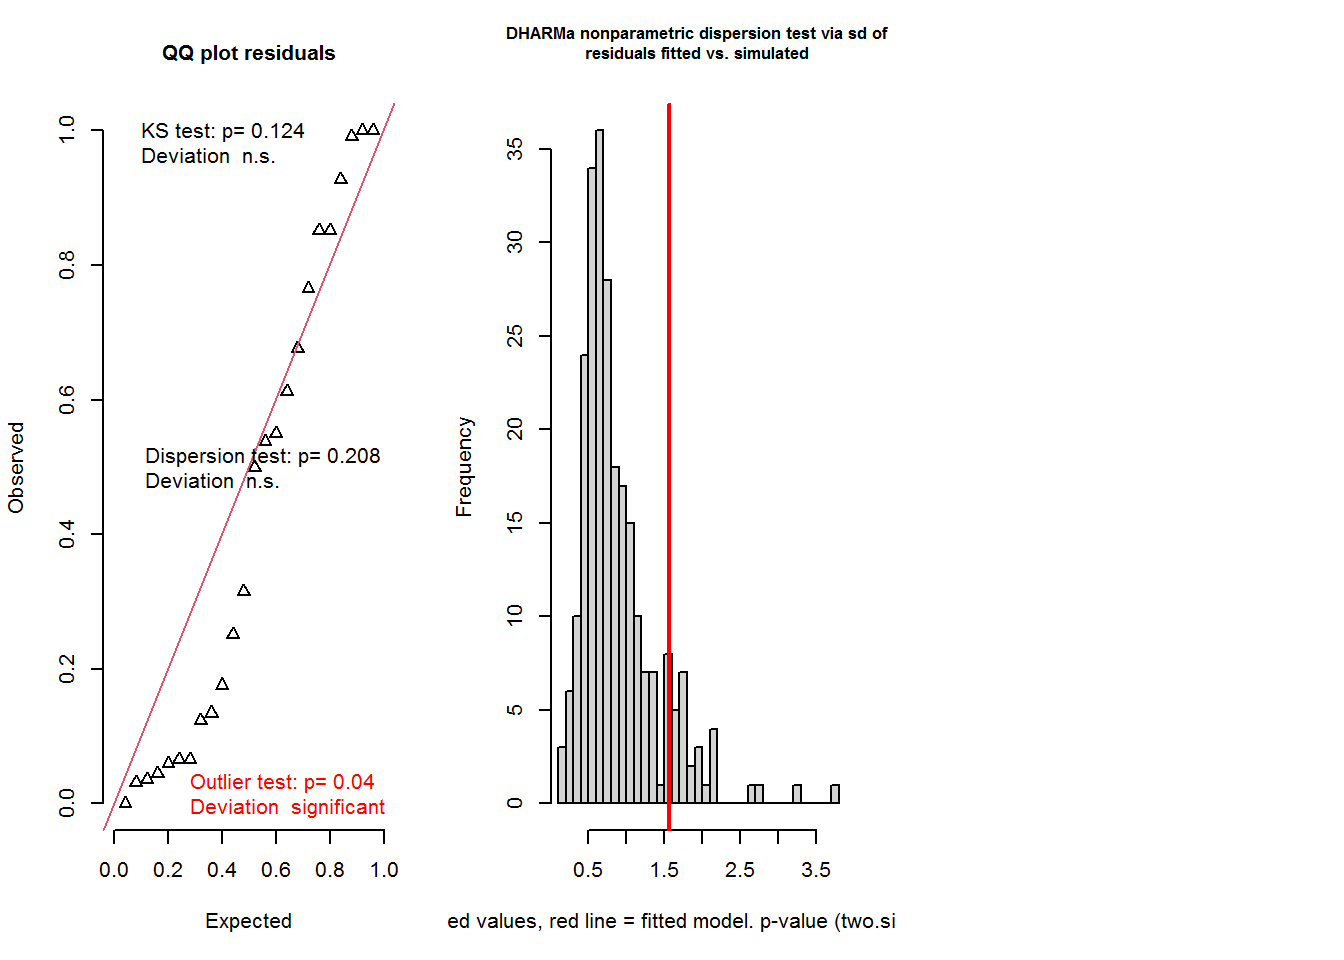 QQ plot residuals
KS test: p= 0.124
Deviation  n.s.
Dispersion test: p= 0.208
Deviation  n.s.
Outlier test: p= 0.04
Deviation  significant
Observed
0.0
0.2
0.4
0.6
0.8
1.0
0.0 0.2 0.4 0.6 0.8 1.0
Expected
DHARMa nonparametric dispersion test via sd of
residuals fitted vs. simulated
Frequency
0
5
10
15
20
25
30
35
0.5 1.5 2.5 3.5
ed values, red line = fitted model. p-value (two.si